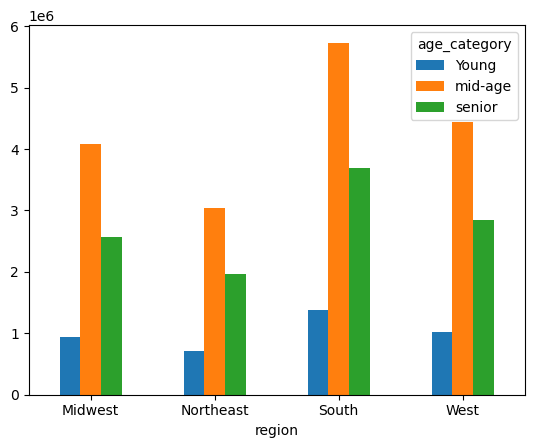 1e6
6
5
4
3
2
1
0
age_category
Young
mid-age
senior
Midwest Northeast South West
region